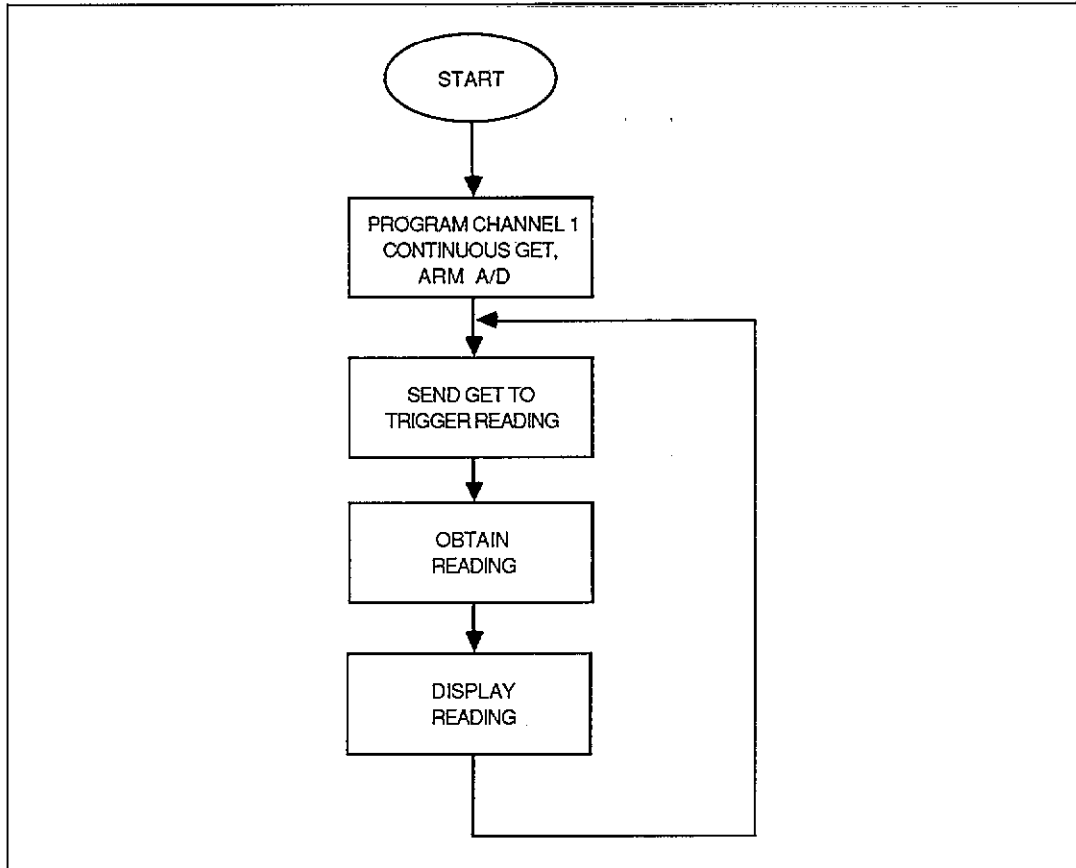 START
PROGRAM CHANNEL 1
CONTINUOUS GET,
ARM A/D
SEND GET TO
TRIGGER READING
OBTAIN
READING
DISPLAY
READING